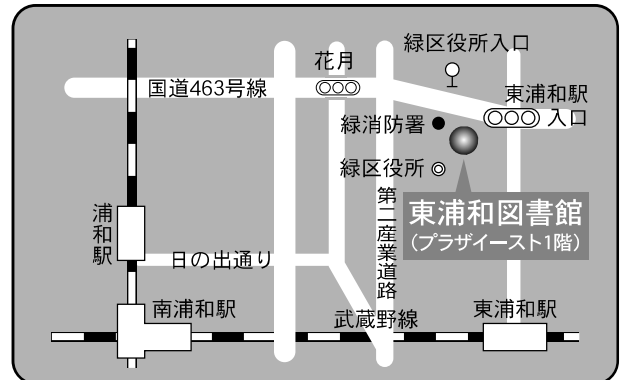 緑区役所入口
花月
国道463号線
東浦和駅
入口
緑消防署
緑区役所
第二産業道路
東浦和図書館
（プラザイースト1階）
浦和駅
日の出通り
南浦和駅
武蔵野線
東浦和駅